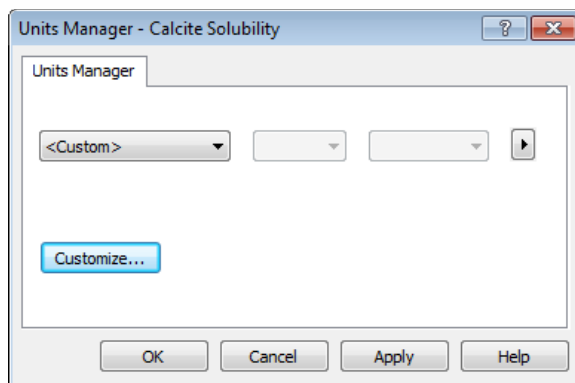 Units Manager - Calcite Solubility
Units Manager
<Custom>
Customize...
OK Cancel Apply Help